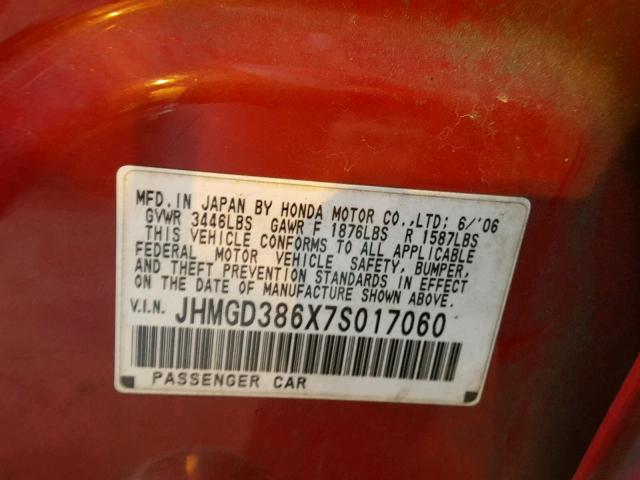 MFD. IN JAPAN BY HONDA MOTOR CO.,LTD; 6/'06
GVWR 3446LBS GAWR F 1876LBS R 1587LBS
THIS VEHICLE CONFORMS TO ALL APPLICABLE
FEDERAL MOTOR VEHICLE SAFETY, BUMPER,
AND THEFT PREVENTION STANDARDS IN EFFECT
ON THE DATE OF MANUFACTURE SHOWN ABOVE.
V.I.N. JHMGD386X7S017060
PASSENGER CAR